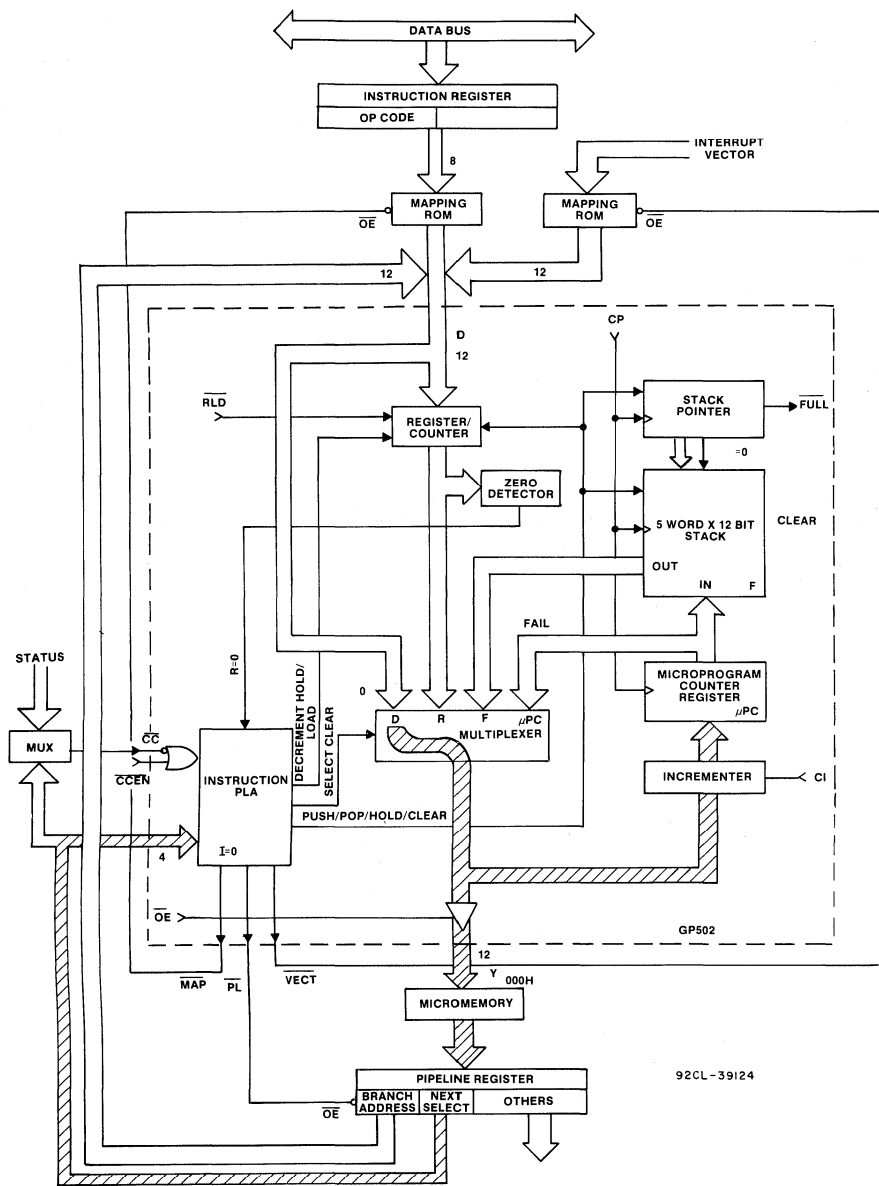 DATA BUS
INSTRUCTION REGISTER
OP CODE
8
INTERRUPT
VECTOR
MAPPING
ROM
OE
MAPPING
ROM
OE
12
12
D
12
CP
RLD
REGISTER/
COUNTER
STACK
POINTER
FULL
=0
ZERO
DETECTOR
5 WORD X 12 BIT
STACK
CLEAR
OUT
IN
F
FAIL
STATUS
R=0
DECREMENT HOLD/
LOAD
SELECT CLEAR
0
D
R
F
μPC
MULTIPLEXER
MICROPROGRAM
COUNTER
REGISTER
μPC
MUX
CC
CCEN
INSTRUCTION
PLA
I=0
INCREMENTER
CI
PUSH/POP/HOLD/CLEAR
4
OE
GP502
12
MAP
PL
VECT
Y
000H
MICROMEMORY
92CL-39124
PIPELINE REGISTER
OE
BRANCH
ADDRESS
NEXT
SELECT
OTHERS